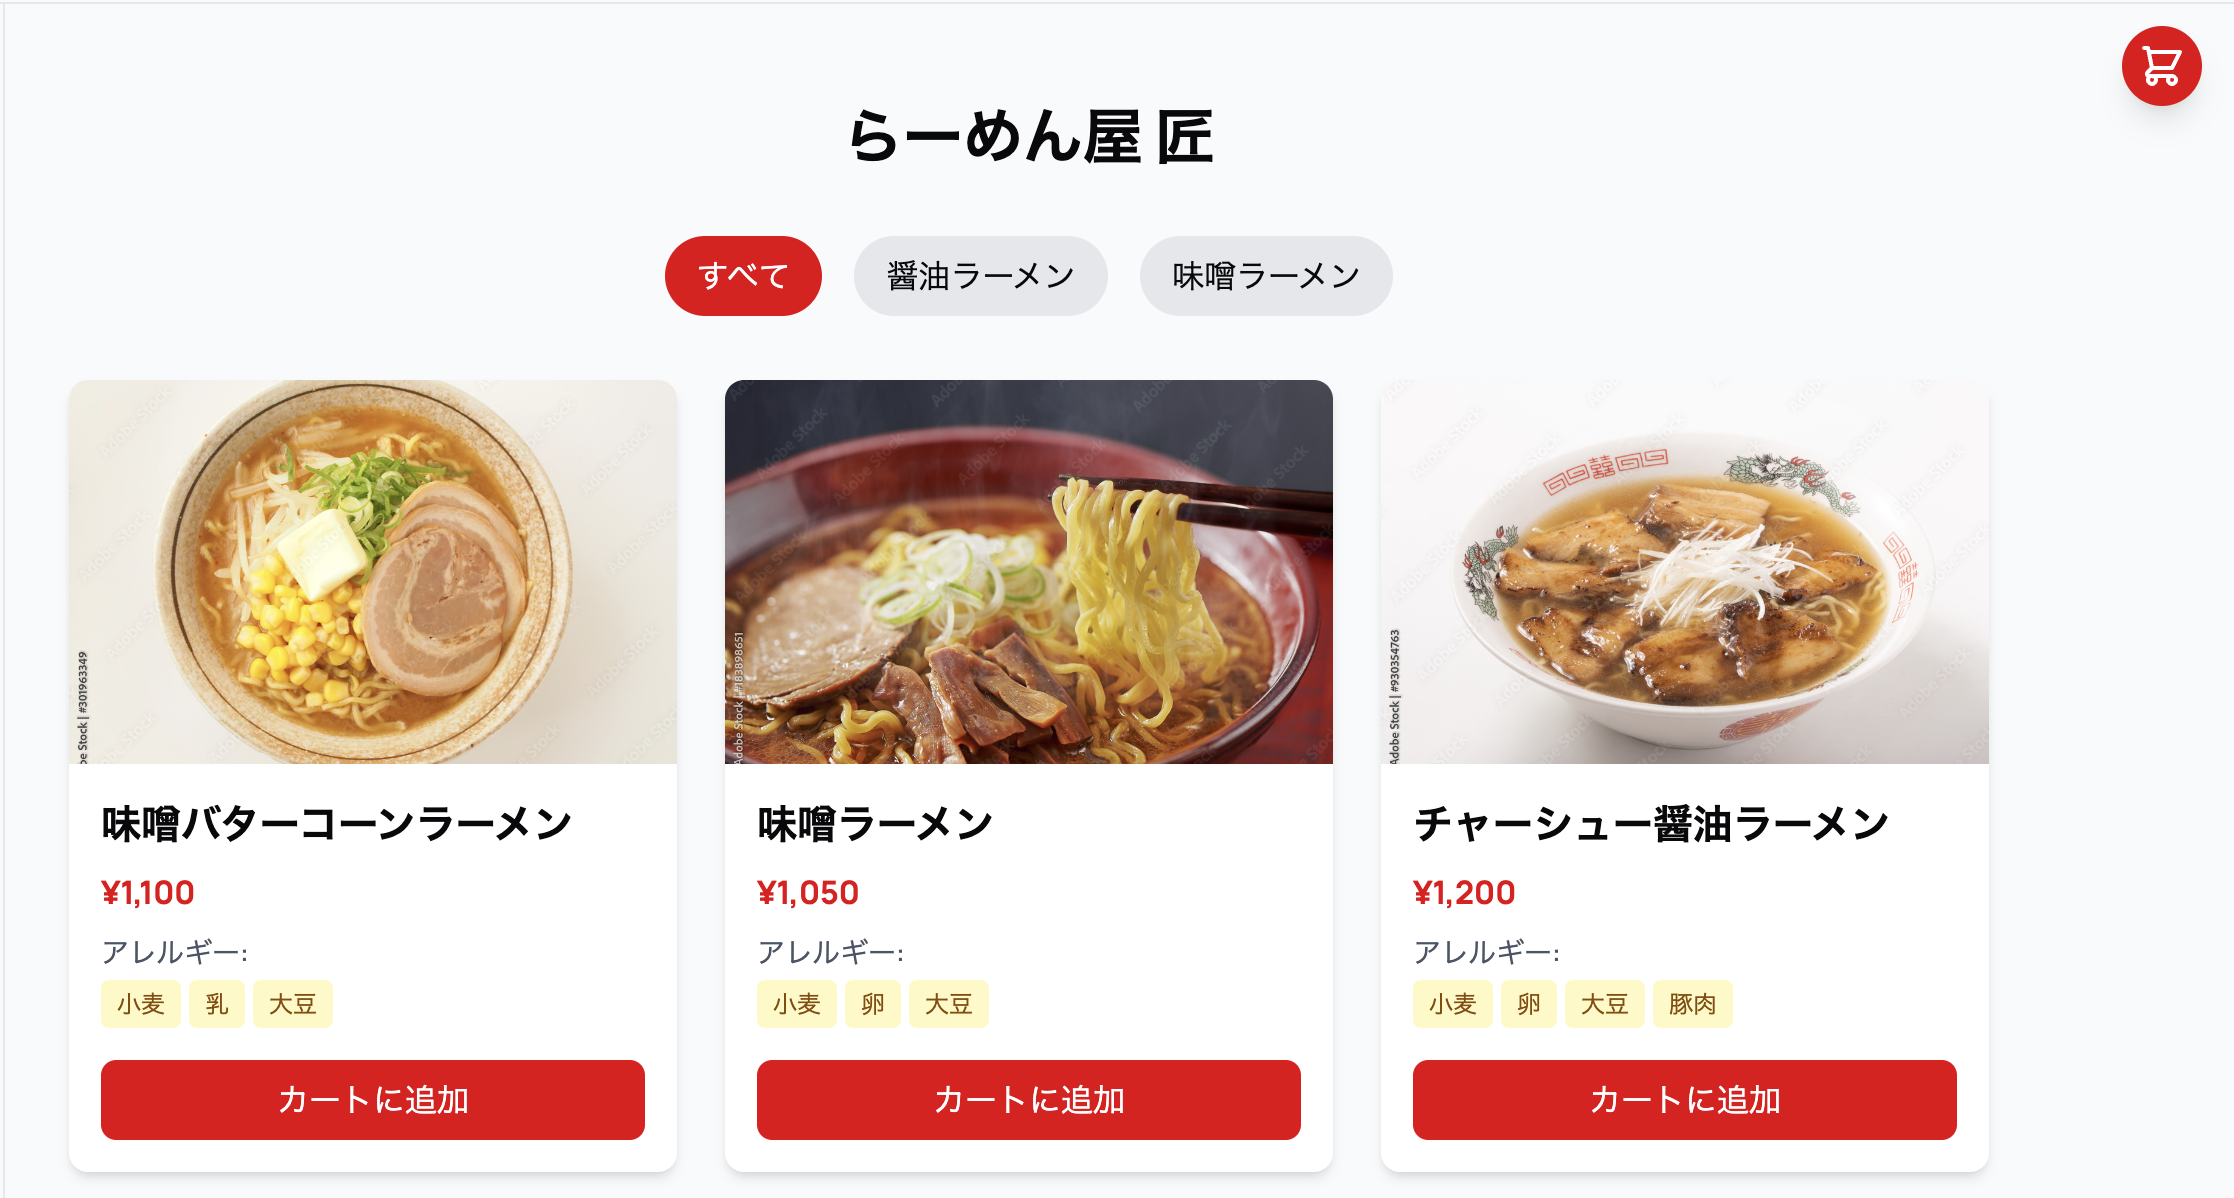 らーめん屋 匠
すべて
醤油ラーメン
味噌ラーメン
味噌バターコーンラーメン
¥1,100
アレルギー:
小麦 乳 大豆
カートに追加
味噌ラーメン
¥1,050
アレルギー:
小麦 卵 大豆
カートに追加
チャーシュー醤油ラーメン
¥1,200
アレルギー:
小麦 卵 大豆 豚肉
カートに追加
be Stock | #301963349
Adobe Stock | #183898651
Adobe Stock | #930354763